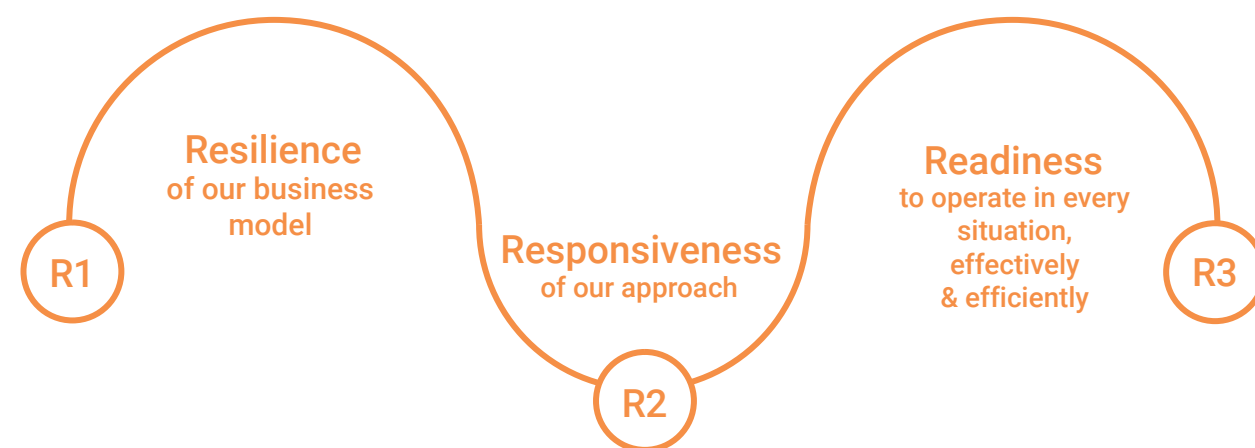 R1
Resilience
of our business
model
Responsiveness
of our approach
R2
Readiness
to operate in every
situation,
effectively
& efficiently
R3